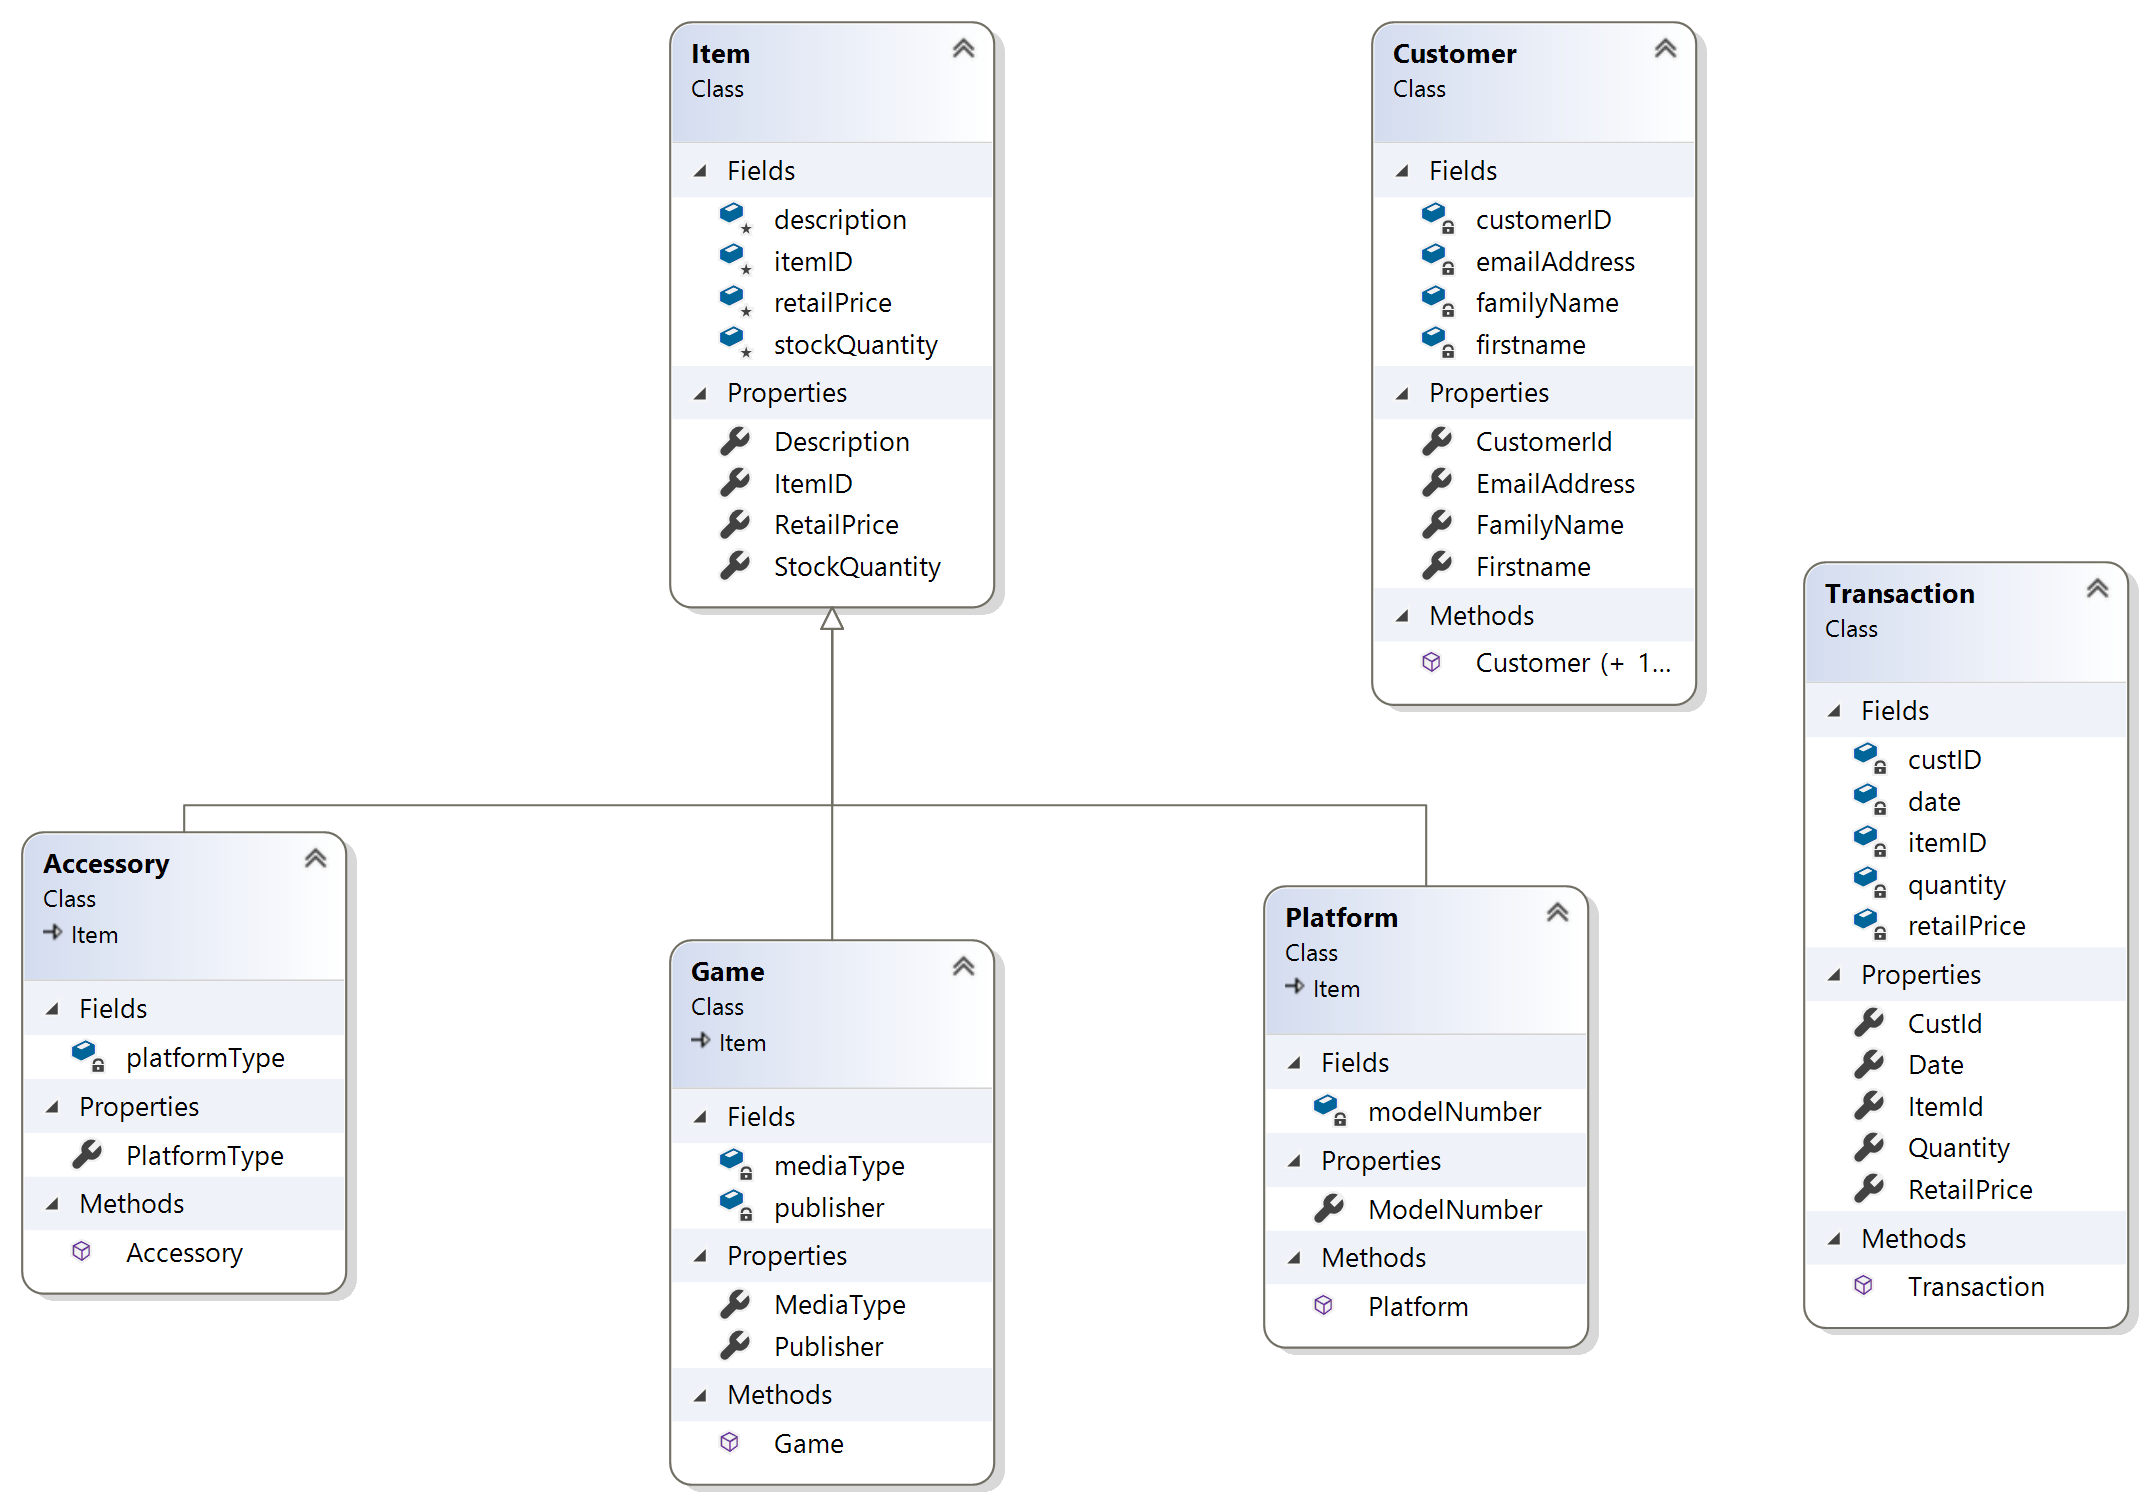 Item
Class
Fields
description
itemID
retailPrice
stockQuantity
Properties
Description
ItemID
RetailPrice
StockQuantity
Customer
Class
Fields
customerID
emailAddress
familyName
firstname
Properties
CustomerId
EmailAddress
FamilyName
Firstname
Methods
Customer (+ 1...
Transaction
Class
Fields
custID
date
itemID
quantity
retailPrice
Properties
CustId
Date
ItemId
Quantity
RetailPrice
Methods
Transaction
Accessory
Class
Item
Fields
platformType
Properties
PlatformType
Methods
Accessory
Game
Class
Item
Fields
mediaType
publisher
Properties
MediaType
Publisher
Methods
Game
Platform
Class
Item
Fields
modelNumber
Properties
ModelNumber
Methods
Platform